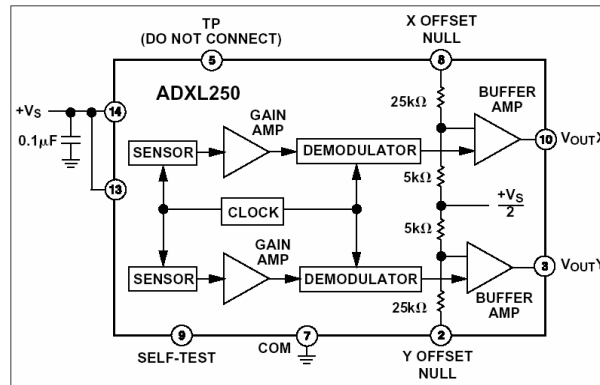 TP
(DO NOT CONNECT)
5
X OFFSET
NULL
8
ADXL250
+VS
14
0.1µF
13
GAIN
AMP
25kΩ
BUFFER
AMP
SENSOR
DEMODULATOR
10
VOUTX
5kΩ
CLOCK
+VS
2
5kΩ
GAIN
AMP
SENSOR
DEMODULATOR
3
VOUTY
25kΩ
BUFFER
AMP
9
SELF-TEST
COM
7
2
Y OFFSET
NULL